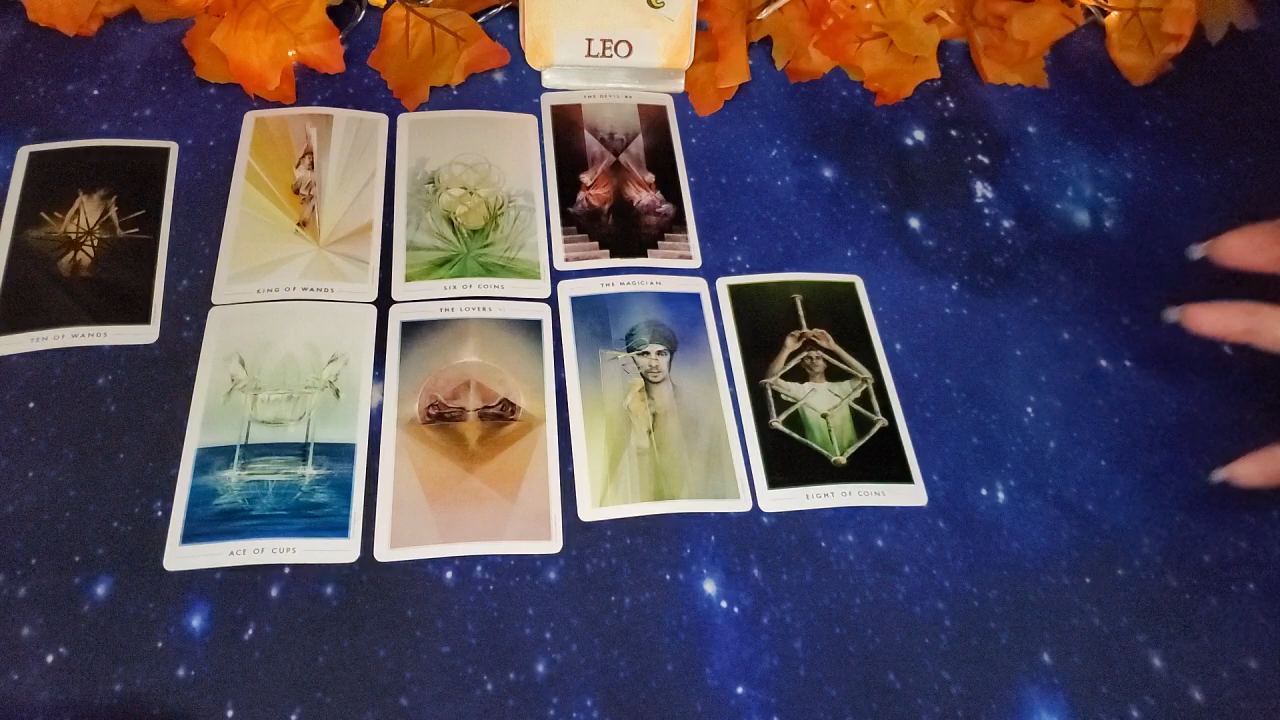 LEO
THE DEVIL XV
KING OF WANDS
SIX OF COINS
TEN OF WANDS
THE LOVERS
THE MAGICIAN
ACE OF CUPS
EIGHT OF COINS